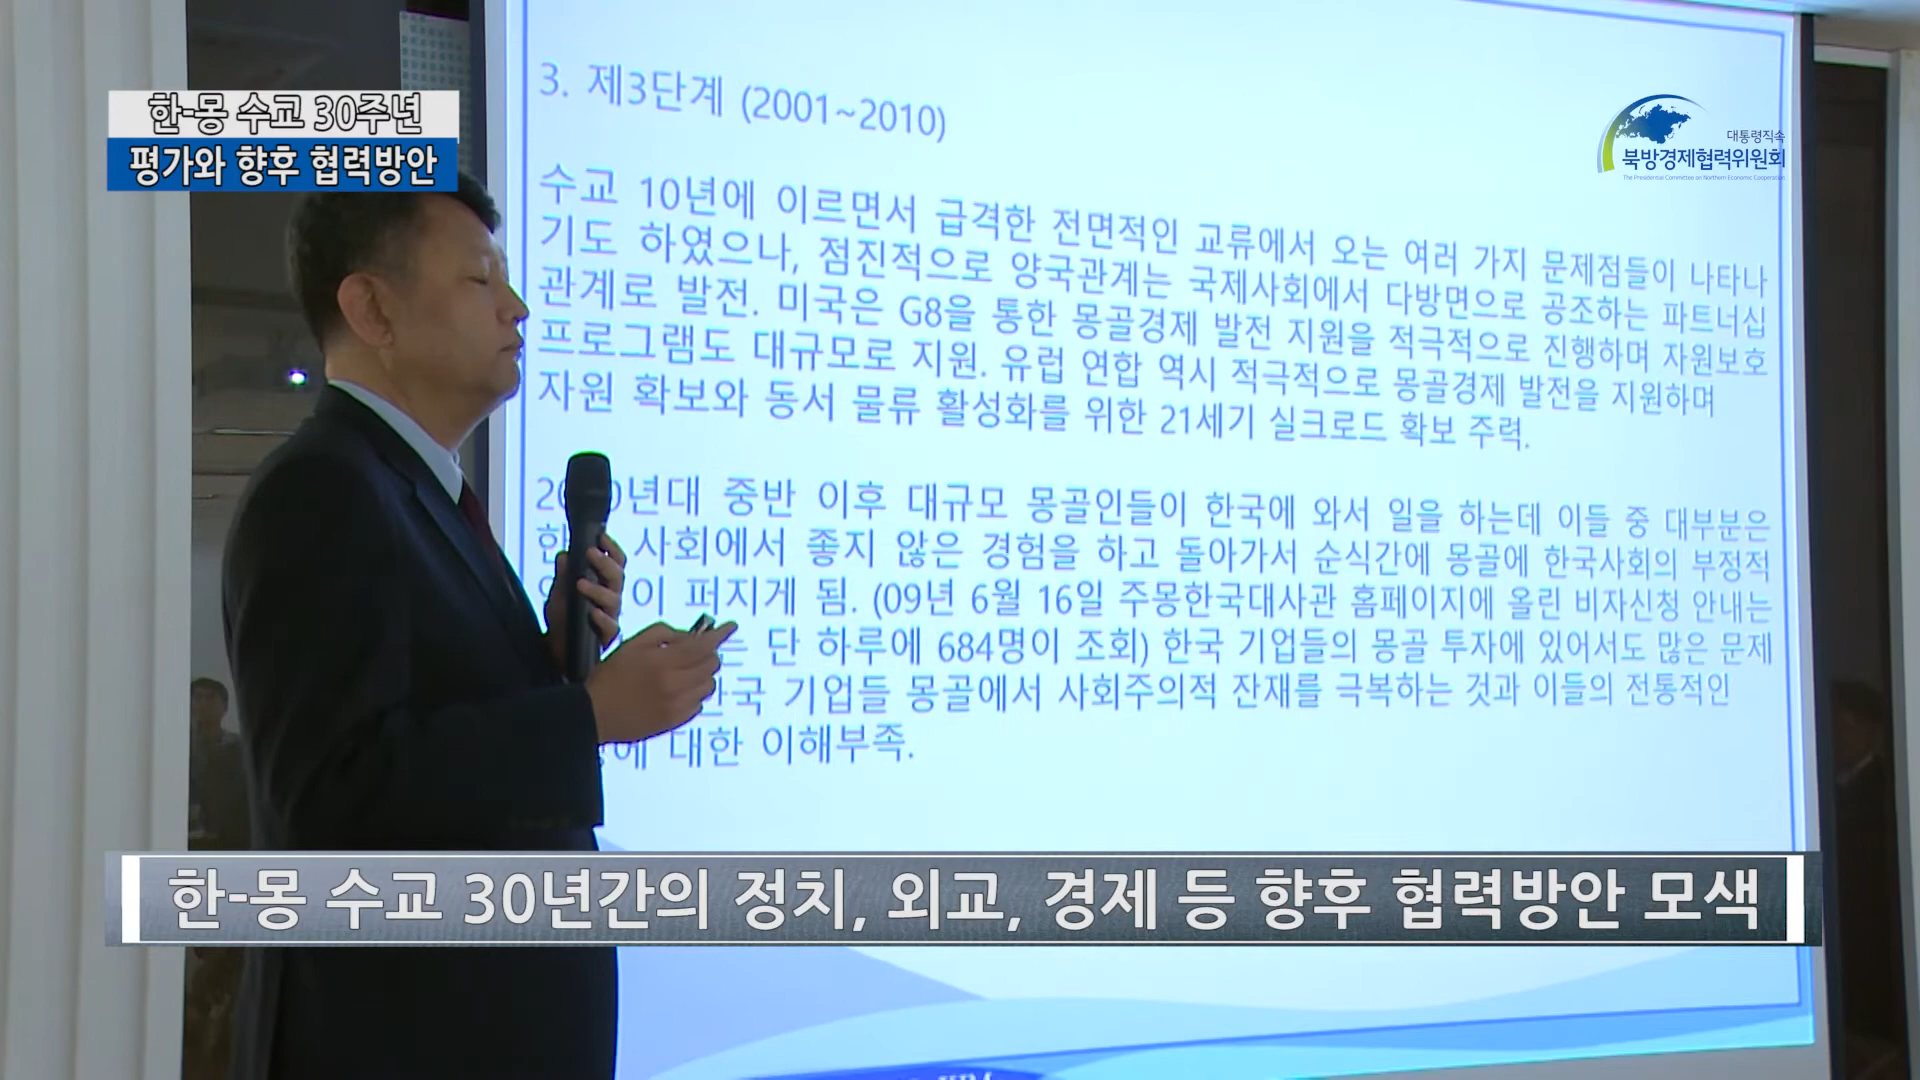 한-몽 수교 30주년
평가와 향후 협력방안
대통령직속
북방경제협력위원회
The Presidential Committee on Northern Economic Cooperation
3. 제3단계 (2001~2010)
수교 10년에 이르면서 급격한 전면적인 교류에서 오는 여러 가지 문제점들이 나타나
기도 하였으나, 점진적으로 양국관계는 국제사회에서 다방면으로 공조하는 파트너십
관계로 발전. 미국은 G8을 통한 몽골경제 발전 지원을 적극적으로 진행하며 자원보호
프로그램도 대규모로 지원. 유럽 연합 역시 적극적으로 몽골경제 발전을 지원하며
자원 확보와 동서 물류 활성화를 위한 21세기 실크로드 확보 주력.
중반 이후 대규모 몽골인들이 한국에 와서 일을 하는데 이들 중 대부분은
사회에서 좋지 않은 경험을 하고 돌아가서 순식간에 몽골에 한국사회의 부정적
이 퍼지게 됨. (09년 6월 16일 주몽한국대사관 홈페이지에 올린 비자신청 안내는
는 단 하루에 684명이 조회) 한국 기업들의 몽골 투자에 있어서도 많은 문제
한국 기업들 몽골에서 사회주의적 잔재를 극복하는 것과 이들의 전통적인
에 대한 이해부족.
한-몽 수교 30년간의 정치, 외교, 경제 등 향후 협력방안 모색